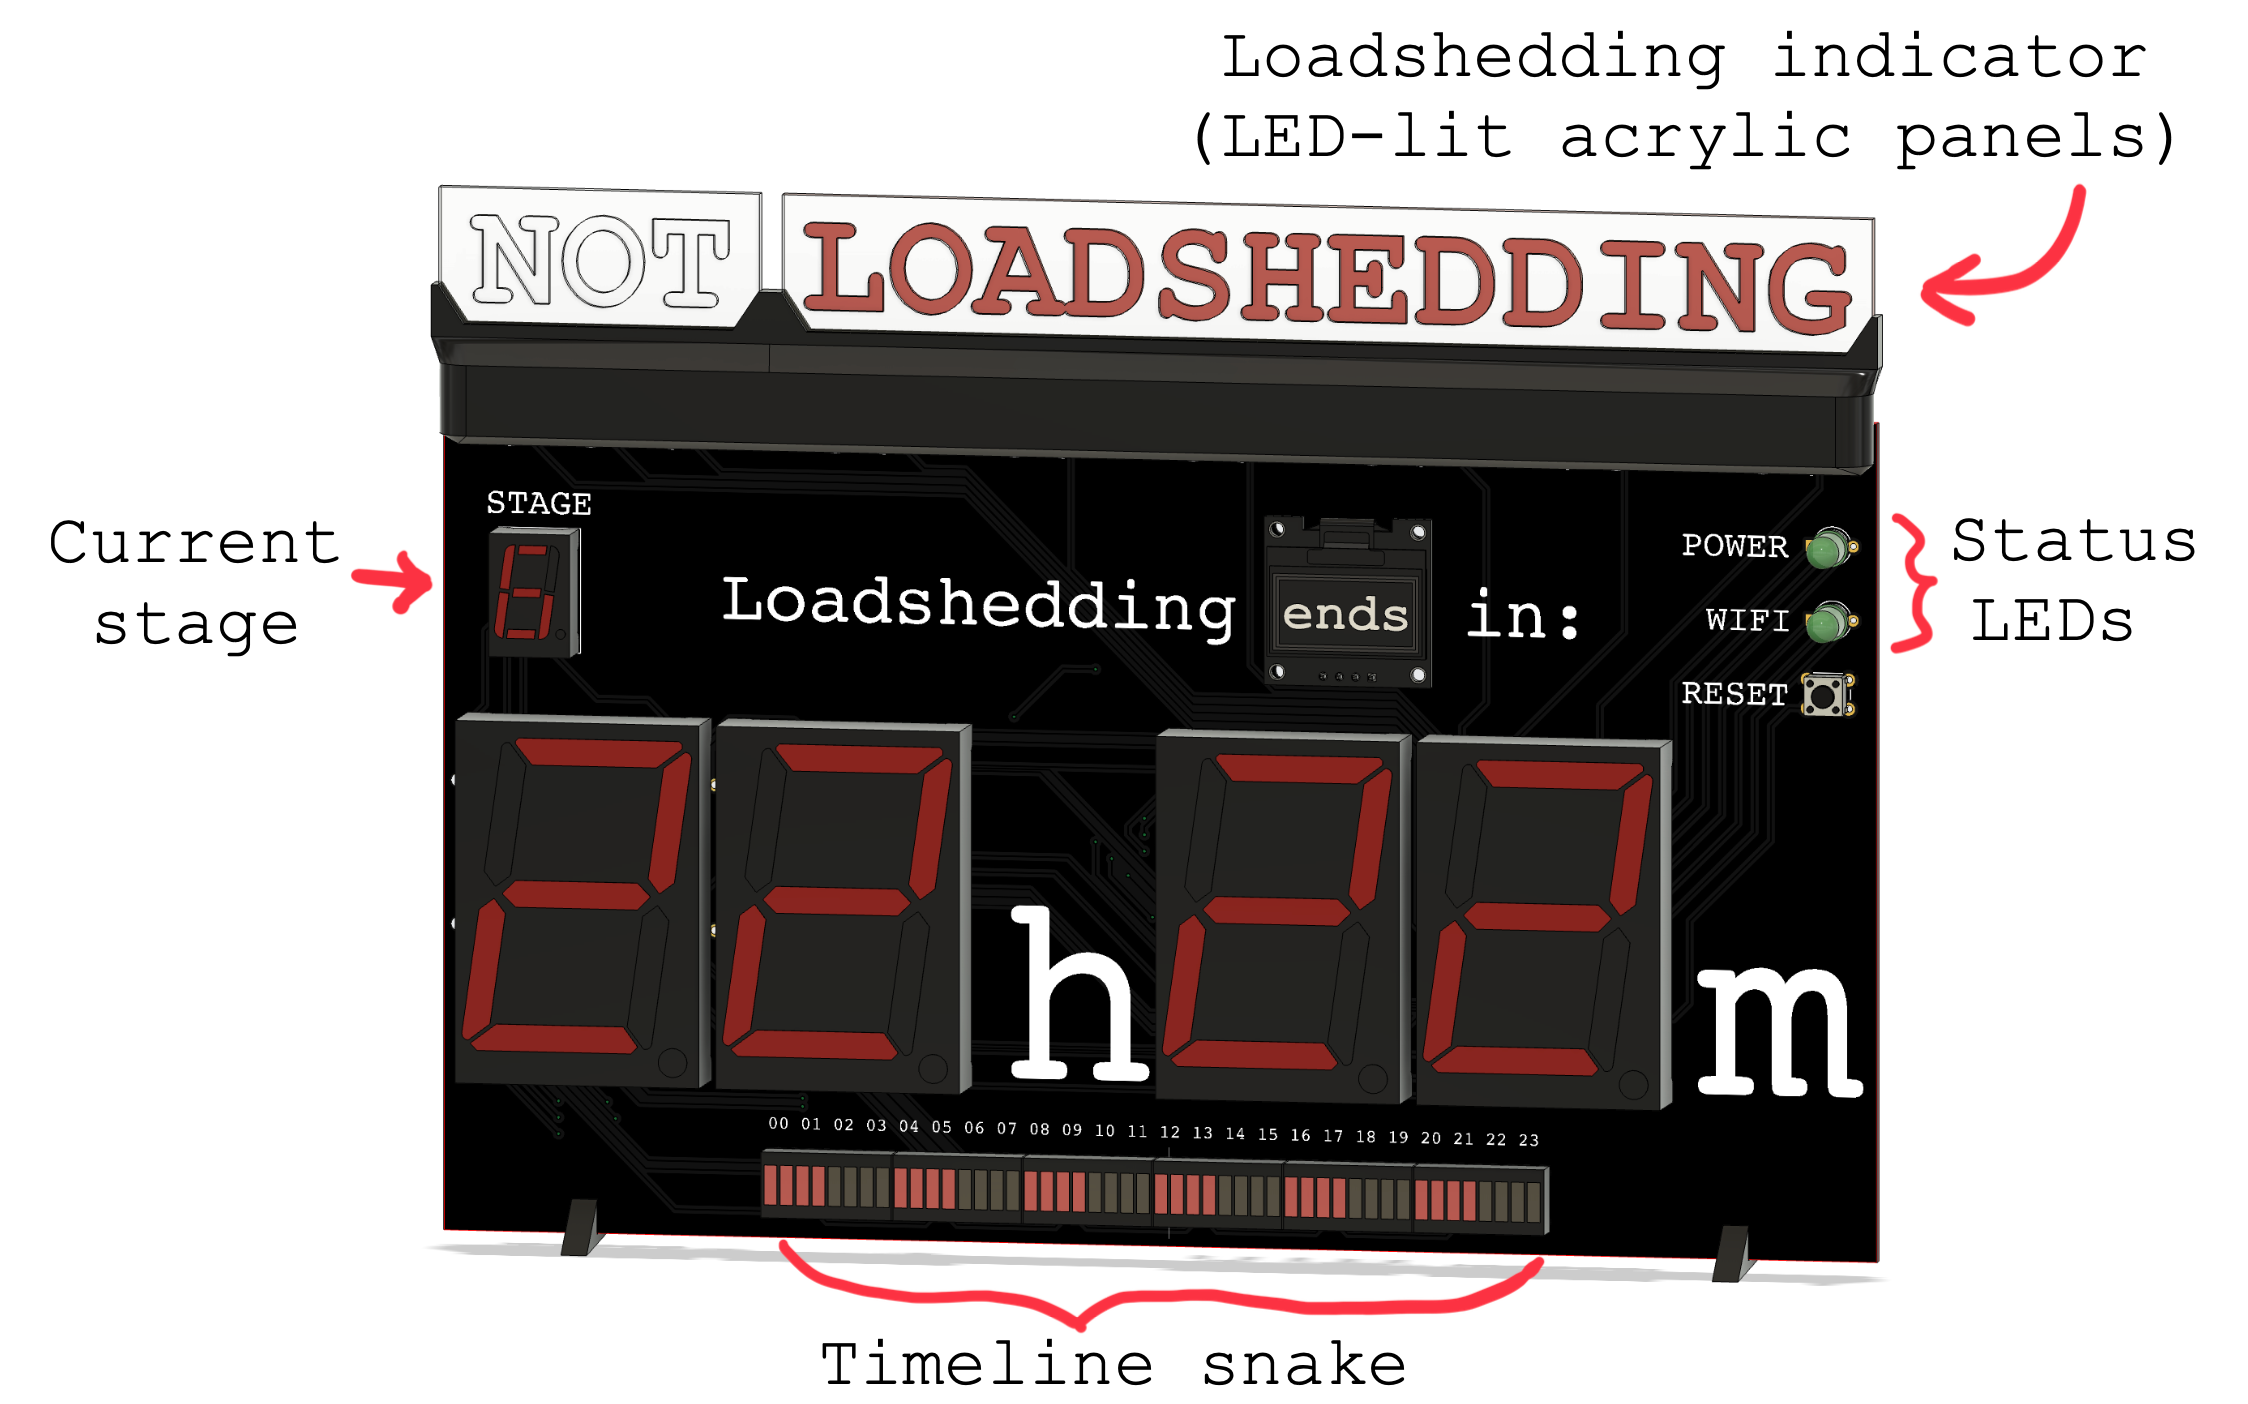 Loadshedding indicator
(LED-lit acrylic panels)
NOT LOADSHEDDING
STAGE
6
Current
stage
Loadshedding ends in:
POWER
WIFI
RESET
Status
LEDs
22h22m
00 01 02 03 04 05 06 07 08 09 10 11 12 13 14 15 16 17 18 19 20 21 22 23
Timeline snake